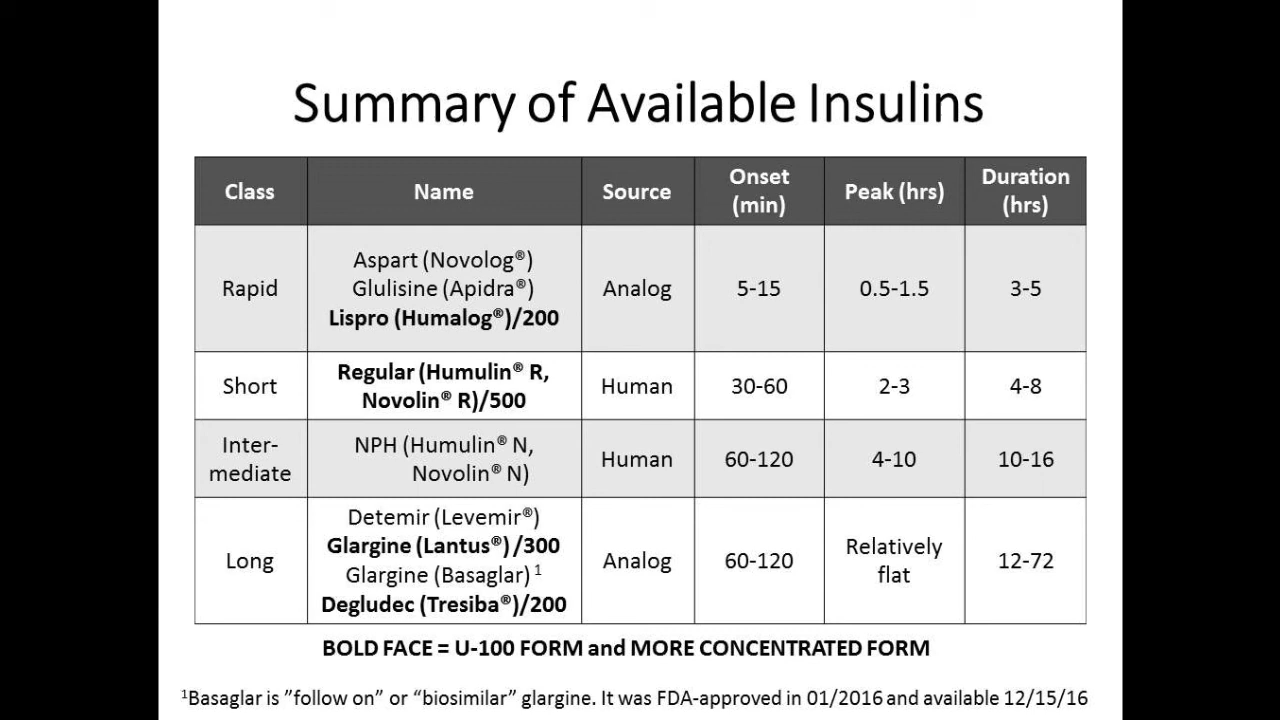 Summary of Available Insulins
Class Name Source Onset (min) Peak (hrs) Duration (hrs)
Rapid
Aspart (Novolog®)
Glulisine (Apidra®)
Lispro (Humalog®)/200
Analog 5-15 0.5-1.5 3-5
Short
Regular (Humulin® R,
Novolin® R)/500
Human 30-60 2-3 4-8
Inter-
mediate
NPH (Humulin® N,
Novolin® N)
Human 60-120 4-10 10-16
Long
Detemir (Levemir®)
Glargine (Lantus®) /300
Glargine (Basaglar) 1
Degludec (Tresiba®)/200
Analog 60-120 Relatively flat 12-72
BOLD FACE = U-100 FORM and MORE CONCENTRATED FORM
1Basaglar is ”follow on” or “biosimilar” glargine. It was FDA-approved in 01/2016 and available 12/15/16